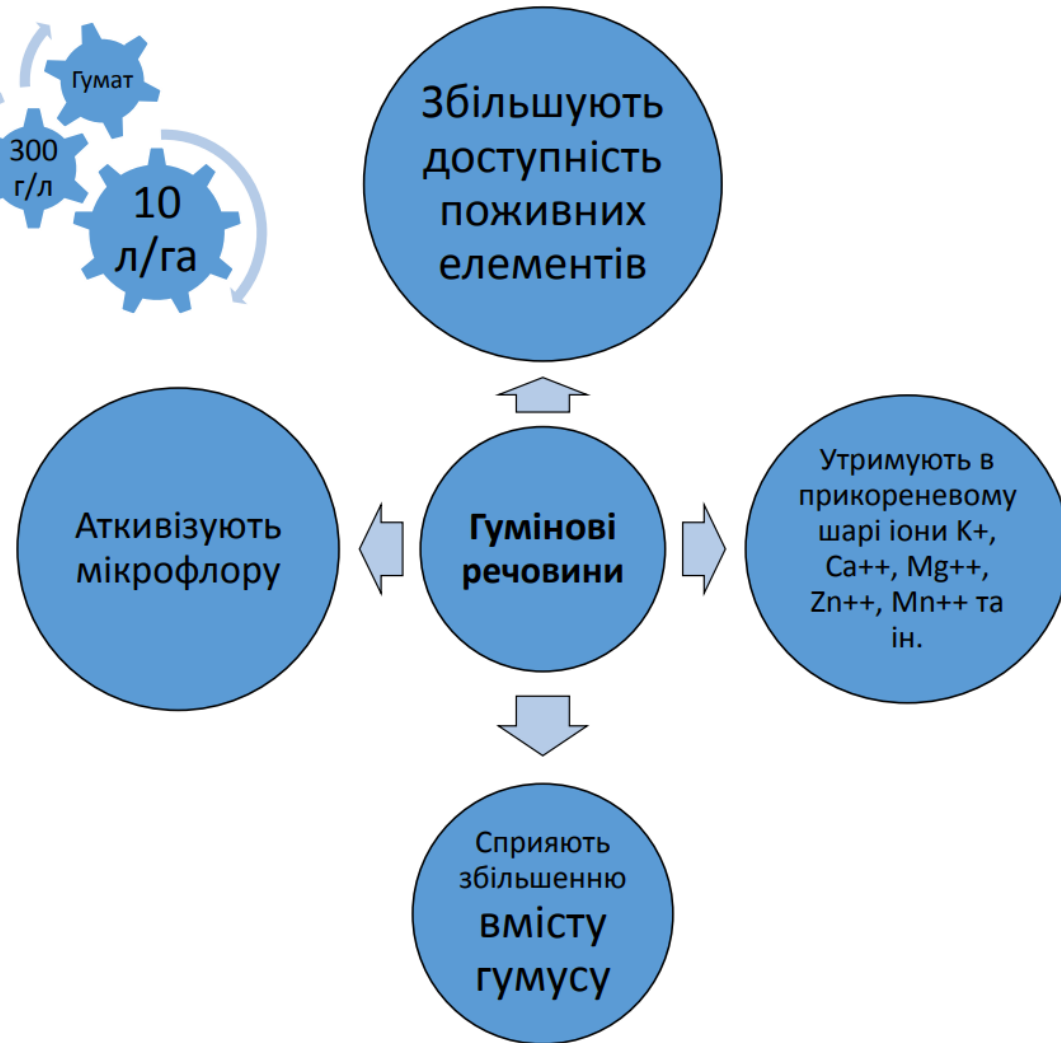 Гумат
300
г/л
10
л/га
Збільшують
доступність
поживних
елементів
Аткивізують
мікрофлору
Гумінові
речовини
Утримують в
прикореневому
шарі іони K+,
Ca++, Mg++,
Zn++, Mn++ та
ін.
Сприяють
збільшенню
вмісту
гумусу